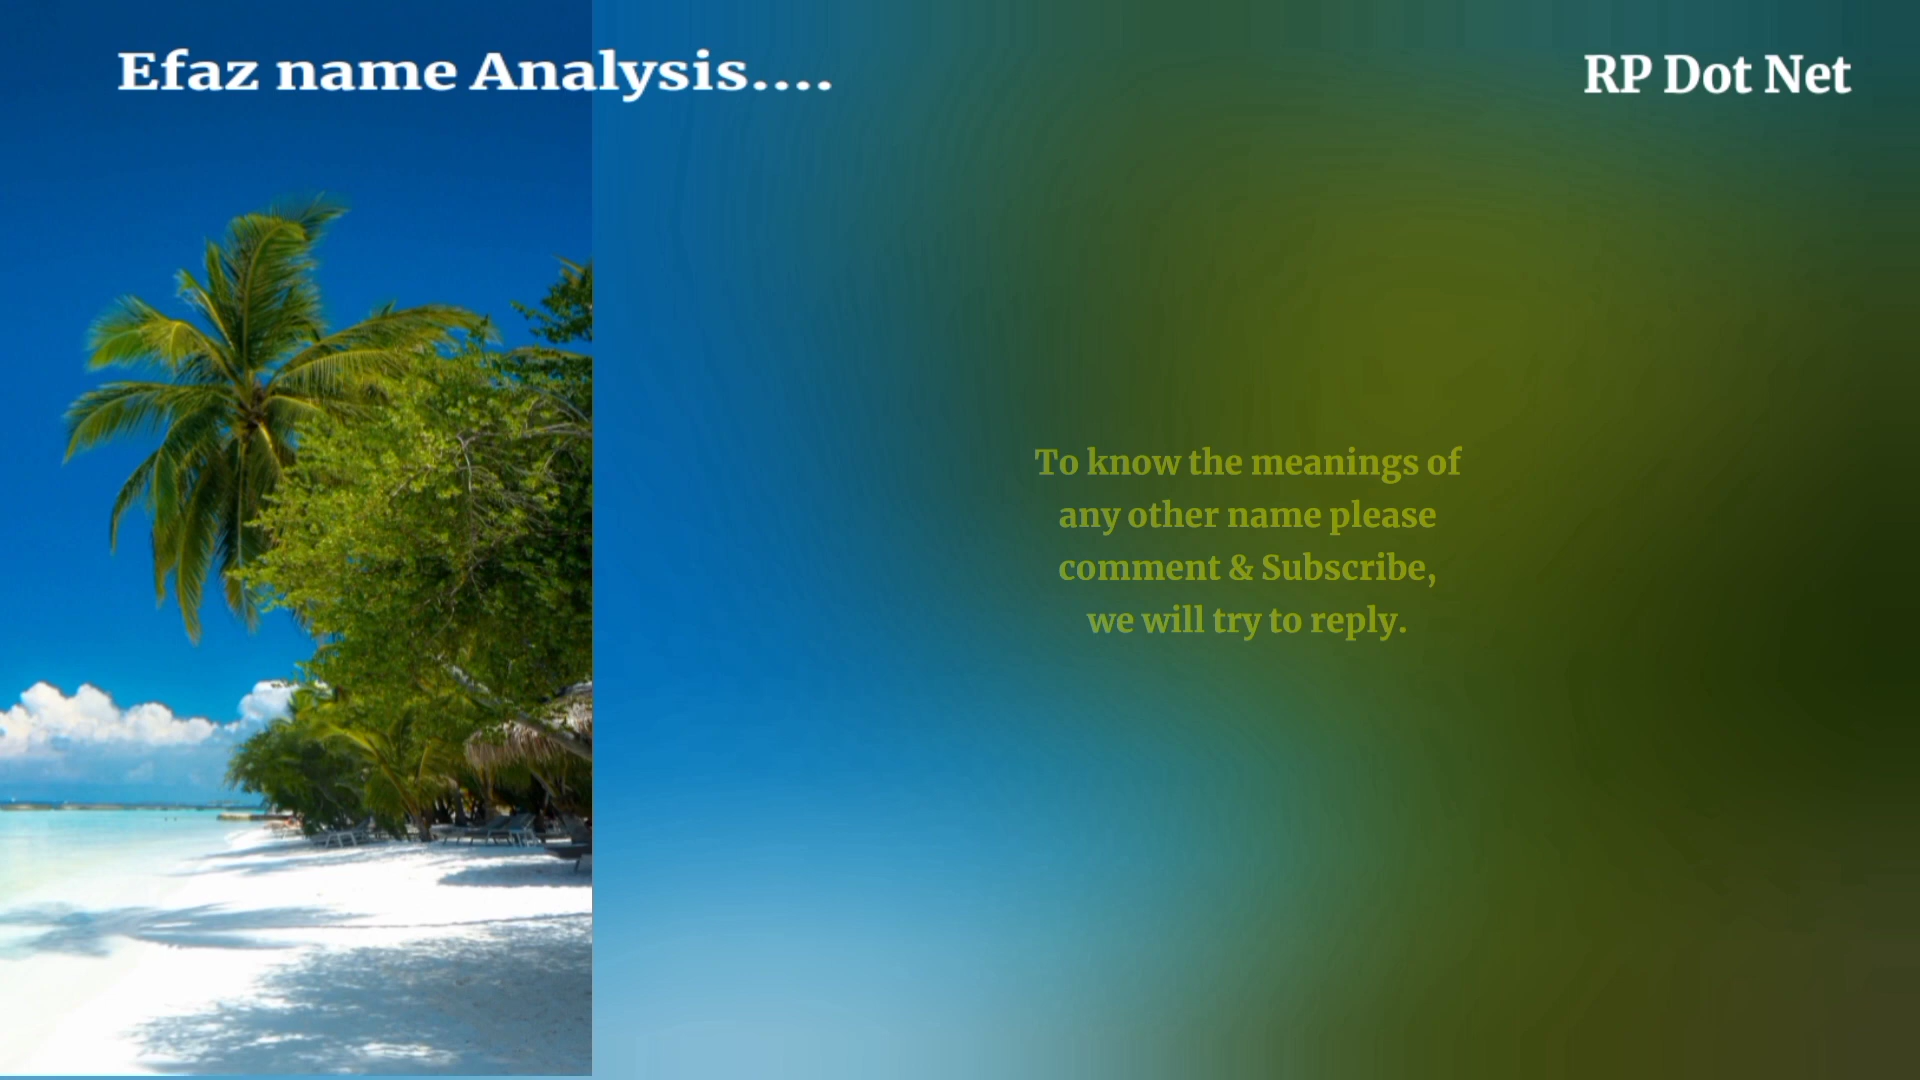 Efaz name Analysis....
RP Dot Net
To know the meanings of
any other name please
comment & Subscribe,
we will try to reply.